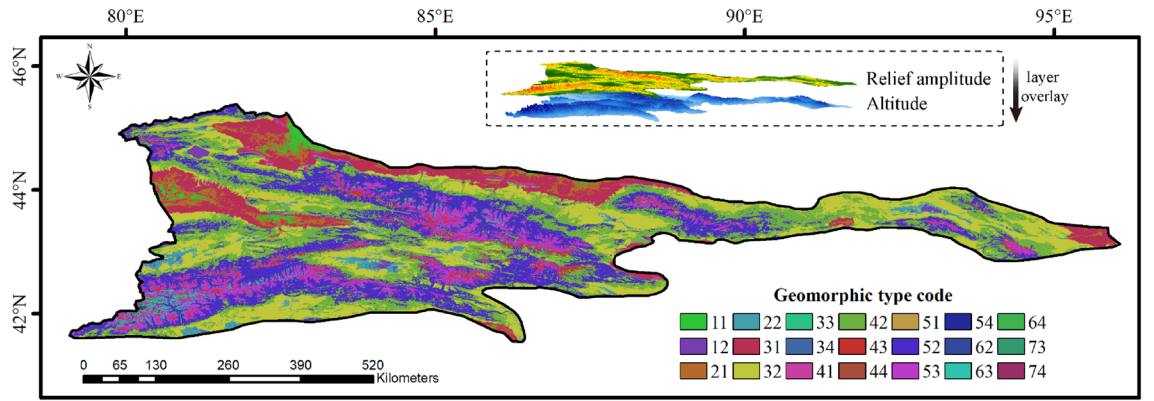 80°E 85°E 90°E 95°E
46°N
44°N
42°N
N
W E
S
Relief amplitude
Altitude
layer
overlay
Geomorphic type code
11 22 33 42 51 54 64
12 31 34 43 52 62 73
21 32 41 44 53 63 74
0 65 130 260 390 520
Kilometers